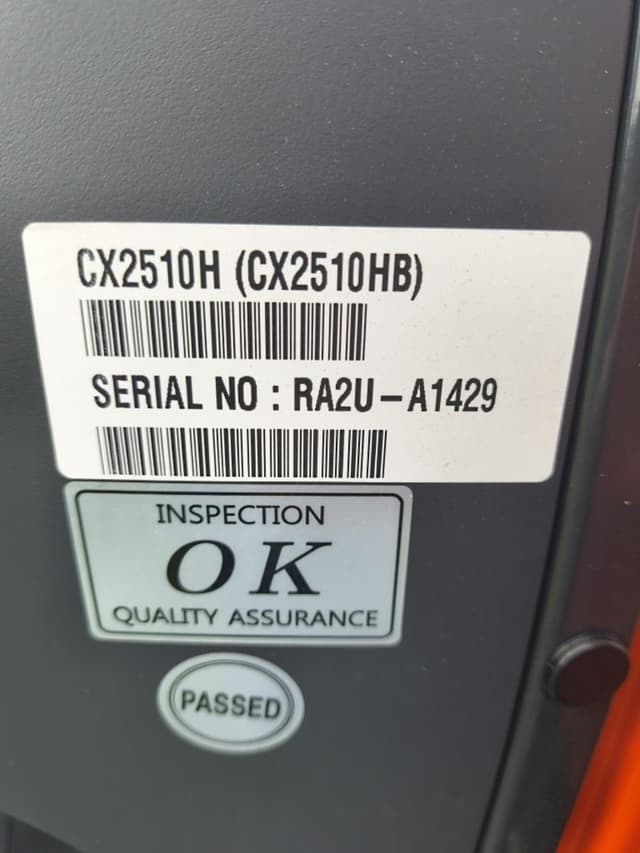 CX2510H (CX2510HB)
SERIAL NO : RA2U-A1429
INSPECTION
OK
QUALITY ASSURANCE
PASSED